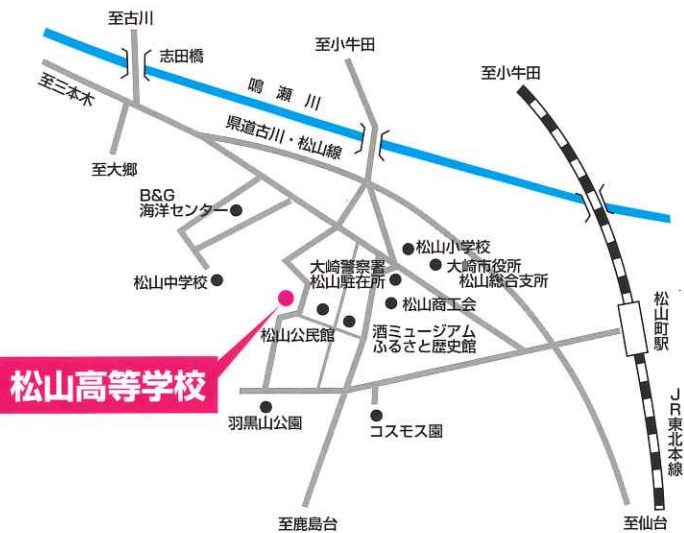 至古川
志田橋
至小牛田
至小牛田
至三本木
鳴瀬川
県道古川・松山線
至大郷
B&G
海洋センター
松山小学校
大崎警察署
松山駐在所
大崎市役所
松山総合支所
松山中学校
松山商工会
松山町駅
松山公民館
酒ミュージアム
ふるさと歴史館
松山高等学校
JR東北本線
羽黒山公園
コスモス園
至鹿島台
至仙台